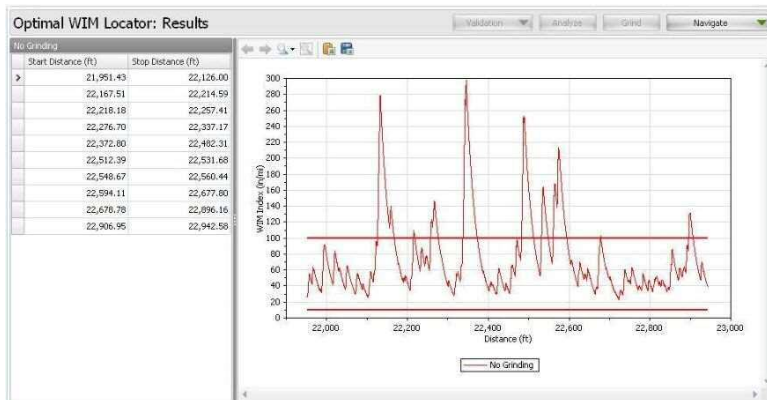 Optimal WIM Locator: Results
Validation
Analyze
Grind
Navigate
No Grinding
Start Distance (ft) Stop Distance (ft)
21,951.43 22,126.00
22,167.51 22,214.59
22,218.18 22,257.41
22,276.70 22,337.17
22,372.80 22,482.31
22,512.39 22,531.68
22,548.67 22,560.44
22,594.11 22,677.80
22,678.78 22,896.16
22,906.95 22,942.58
WIM Index (in/mi)
300
280
260
240
220
200
180
160
140
120
100
80
60
40
20
0
22,000 22,200 22,400 22,600 22,800 23,000
Distance (ft)
No Grinding